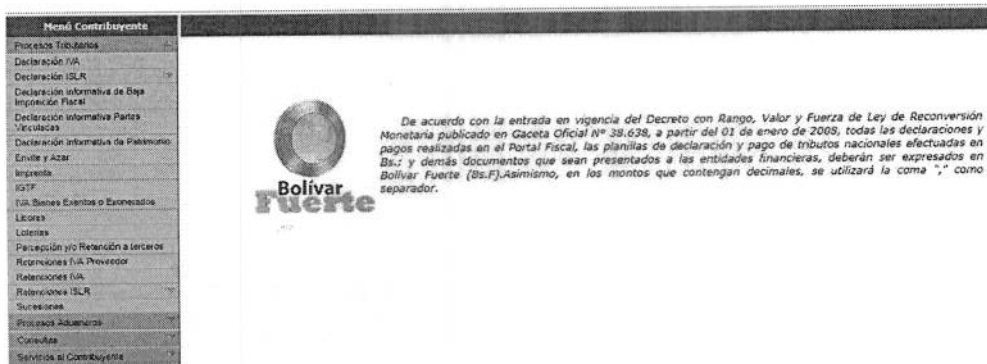 Menú Contribuyente
Procesos Tributarios
Declaración IVA
Declaración ISLR
Declaración informativa de Baja
Imposición Fiscal
Declaración informativa Partes
Vinculadas
Declaración informativa de Patrimonio
Envite y Azar
Imprenta
IGTF
IVA Bienes Exentos o Exonerados
Licores
Loterias
Percepción y/o Retención a terceros
Retenciones IVA Proveedor
Retenciones IVA
Retenciones ISLR
Sucesiones
Procesos Aduaneros
Consultas
Servicios al Contribuyente
Bolívar
Fuerte
De acuerdo con la entrada en vigencia del Decreto con Rango, Valor y Fuerza de Ley de Reconversión
Monetaria publicado en Gaceta Oficial Nº 38.638, a partir del 01 de enero de 2008, todas las declaraciones y
pagos realizadas en el Portal Fiscal, las planillas de declaración y pago de tributos nacionales efectuadas en
Bs.; y demás documentos que sean presentados a las entidades financieras, deberán ser expresados en
Bolívar Fuerte (Bs.F).Asimismo, en los montos que contengan decimales, se utilizará la coma "," como
separador.